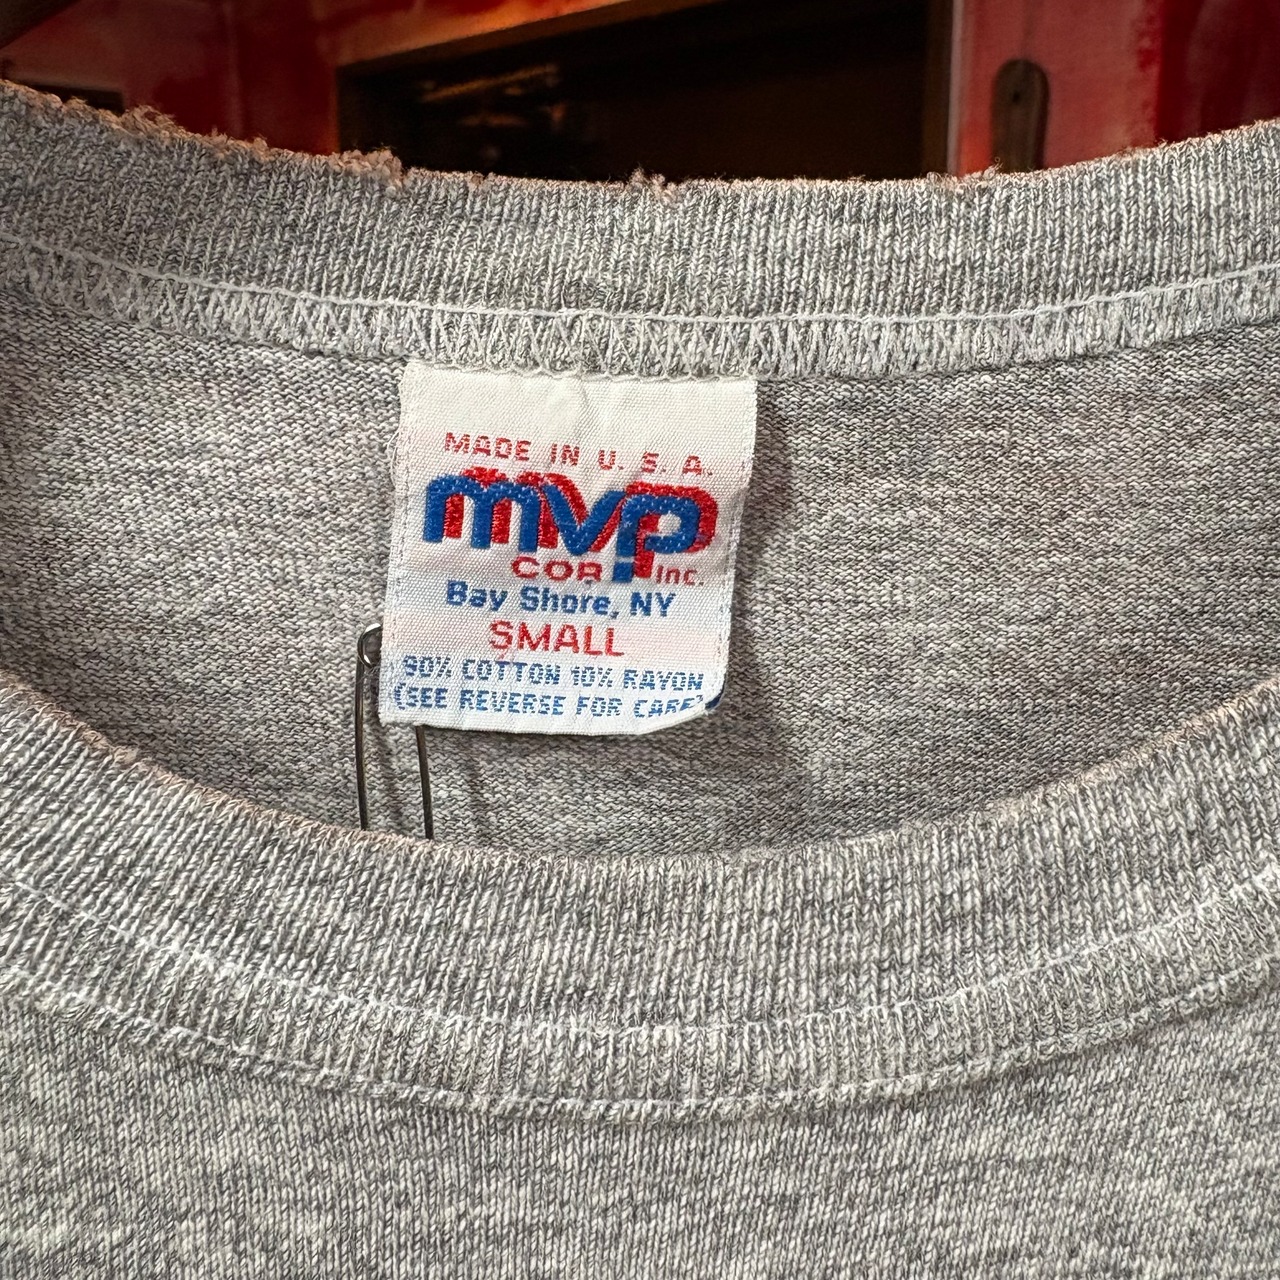 MADE IN U. S. A.
mvp
COR Inc.
Bay Shore, NY
SMALL
90% COTTON 10% RAYON
(SEE REVERSE FOR CARE)